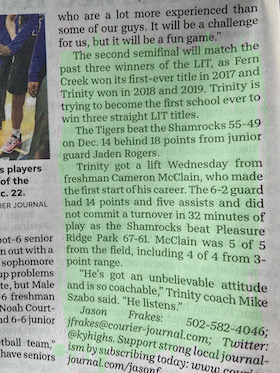 who are a lot more experienced than
some of our guys. It will be a challenge
for us, but it will be a fun game."
The second semifinal will match the
past three winners of the LIT, as Fern
Creek won its first-ever title in 2017 and
Trinity won in 2018 and 2019. Trinity is
trying to become the first school ever to
win three straight LIT titles.
The Tigers beat the Shamrocks 55-49
on Dec. 14 behind 18 points from junior
guard Jaden Rogers.
Trinity got a lift Wednesday from
freshman Cameron McClain, who made
the first start of his career. The 6-2 guard
had 14 points and five assists and did
not commit a turnover in 32 minutes of
play as the Shamrocks beat Pleasure
Ridge Park 67-61. McClain was 5 of 5
from the field, including 4 of 4 from 3-
point range.
"He's got an unbelievable attitude
and is so coachable," Trinity coach Mike
Szabo said. "He listens."
Jason Frakes: 502-582-4046;
jfrakes@courier-journal.com; Twitter:
@kyhighs. Support strong local journal-
ism by subscribing today: www.couri
journal.com/jasonf
s players
of the
c. 22.
IER JOURNAL
oot-6 senior
n out with a
sophomore
up problems
te, but Male
-6 freshman
Noah Court-
nd 6-6 junior
tball team,"
have seniors